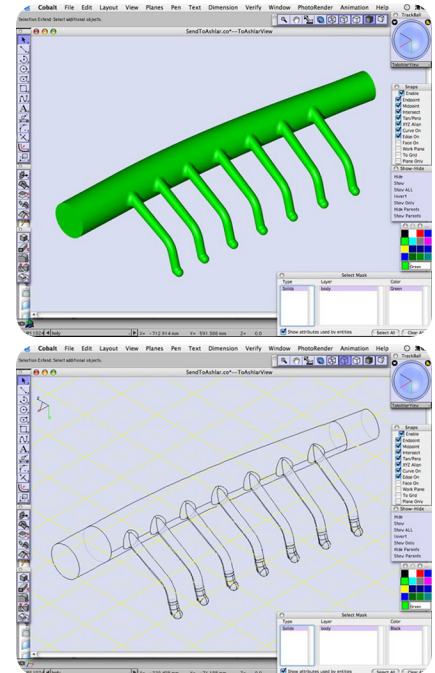 Cobalt File Edit Layout Views Planes Pen Text Dimension Verify Window PhotoRender Animation
Selection Extend: Select additional objects.
TrackBall
SendToAshlar.co*--ToAshlarView
ToAshlarView
Snaps
Enable
Endpoint
Midpoint
Intersect
Tan/Perp
XYZ Align
Curve On
Edge On
Face On
Work Plane
To Grid
Plane Only
Show-Hide
Hide
Show
Show ALL
Invert
Show Only
Hide Parents
Show Parents
Green
Select Mask
Type Layer Color
Solids body Green
Show attributes used by entities Select All
Cobalt File Edit Layout Views Planes Pen Text Dimension Verify Window PhotoRender Animation
Selection Extend: Select additional objects.
TrackBall
SendToAshlar.co*--ToAshlarView
ToAshlarView
Snaps
Enable
Endpoint
Midpoint
Intersect
Tan/Perp
XYZ Align
Curve On
Edge On
Face On
Work Plane
To Grid
Plane Only
Show-Hide
Hide
Show
Show ALL
Invert
Show Only
Hide Parents
Show Parents
Green
Select Mask
Type Layer Color
Solids body Black
Show attributes used by entities Select All